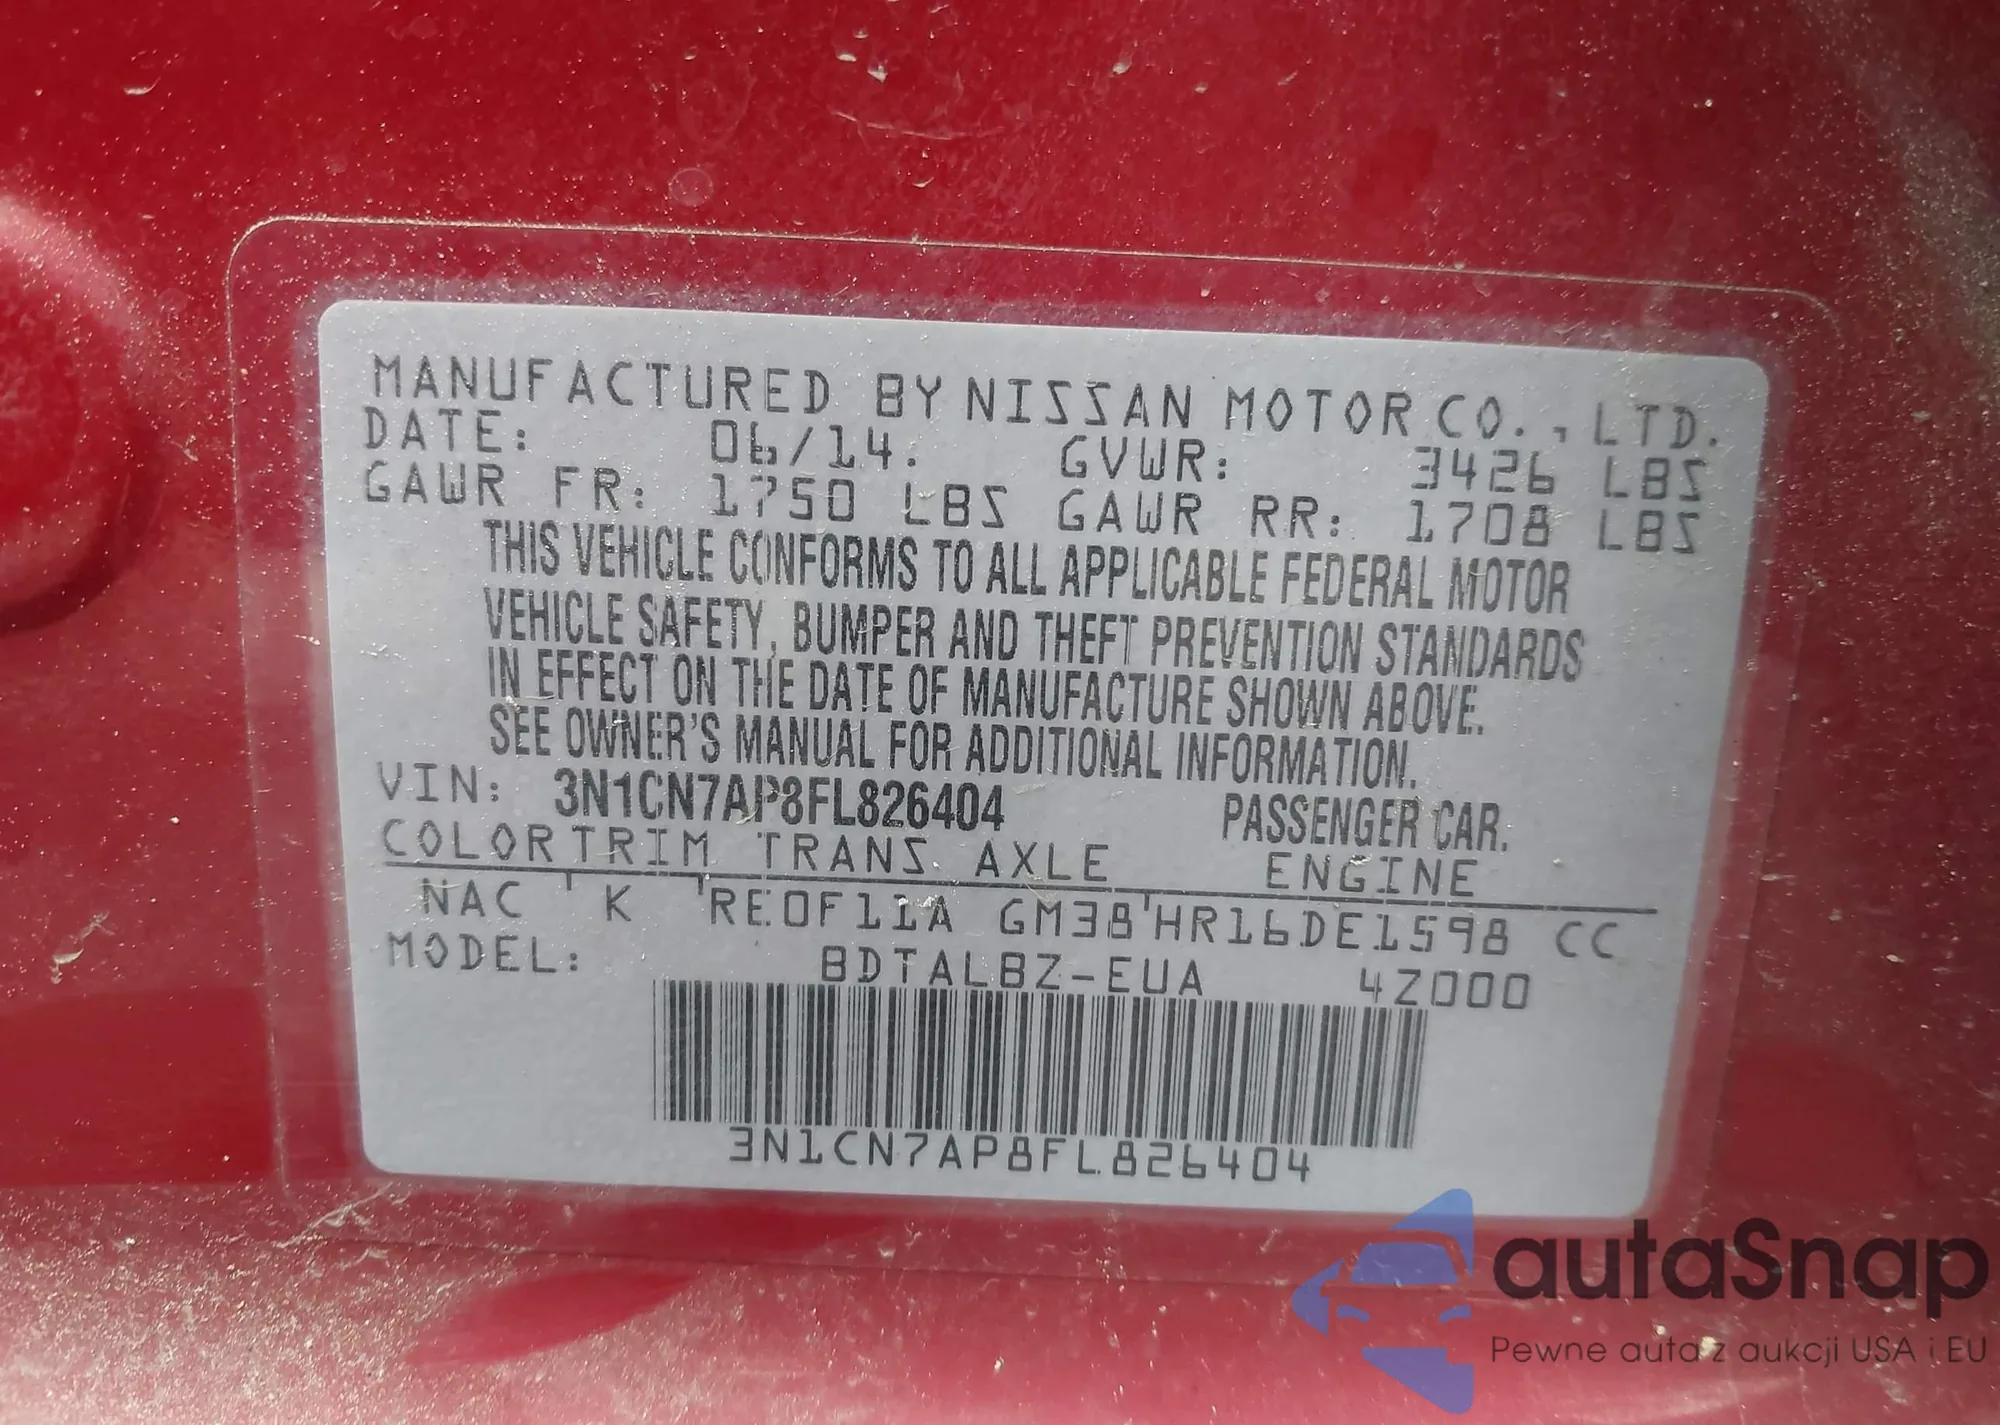 MANUFACTURED BY NISSAN MOTOR CO., LTD.
DATE: 06/14. GVWR: 3426 LBS
GAWR FR: 1750 LBS GAWR RR: 1708 LBS
THIS VEHICLE CONFORMS TO ALL APPLICABLE FEDERAL MOTOR
VEHICLE SAFETY, BUMPER AND THEFT PREVENTION STANDARDS
IN EFFECT ON THE DATE OF MANUFACTURE SHOWN ABOVE.
SEE OWNER'S MANUAL FOR ADDITIONAL INFORMATION.
VIN: 3N1CN7AP8FL826404 PASSENGER CAR.
COLOR TRIM TRANS AXLE ENGINE
NAC K RE0F11A GM38 HR16DE1598 CC
MODEL: BDTALBZ-EUA 4Z000
3N1CN7AP8FL826404
autaSnap
Pewne auta z aukcji USA i EU